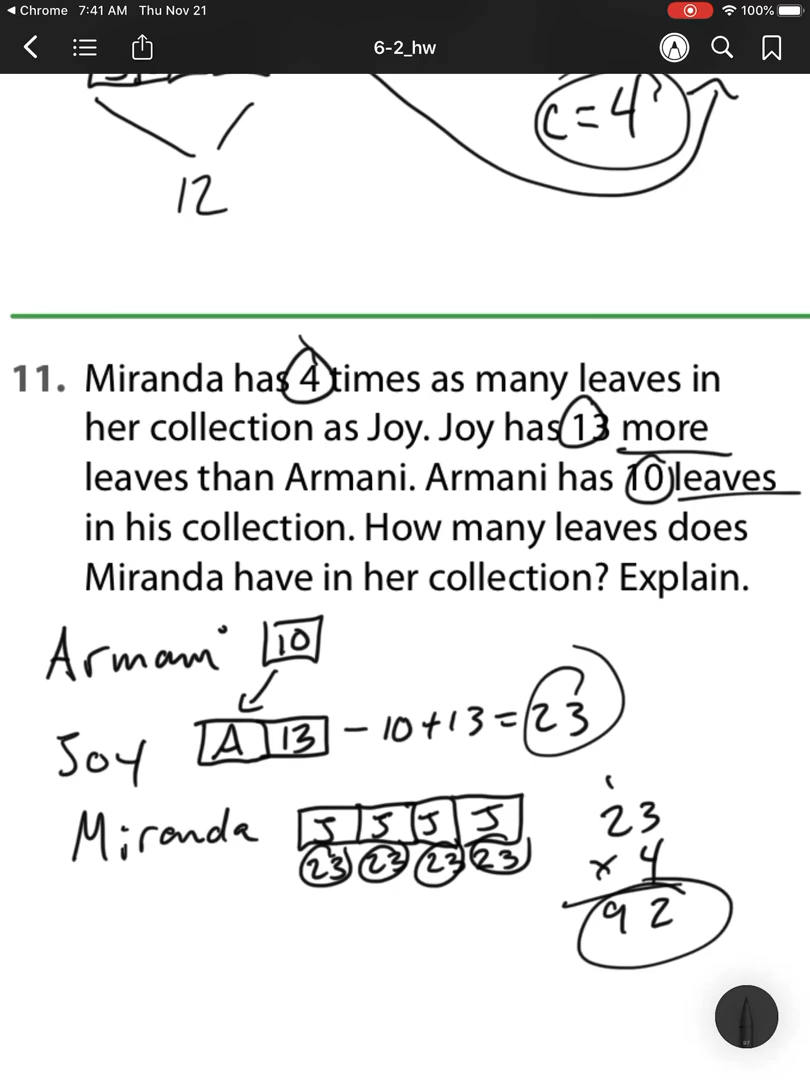 Chrome 7:41 AM Thu Nov 21 100%
6-2_hw
c = 4
12
11. Miranda has 4 times as many leaves in
her collection as Joy. Joy has 13 more
leaves than Armani. Armani has 10 leaves
in his collection. How many leaves does
Miranda have in her collection? Explain.
Armani 10
Joy A 13 - 10 + 13 = 23
Miranda J J J J
23 23 23 23
1
23
x 4
92
97